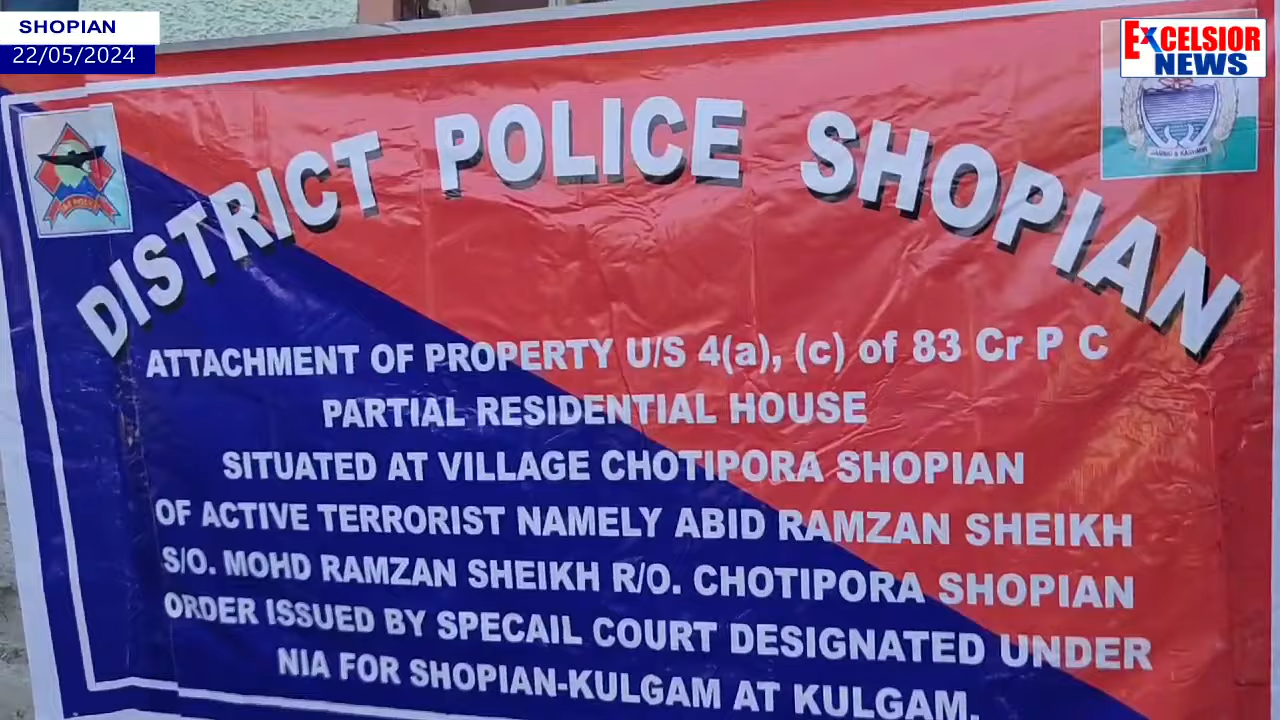 SHOPIAN
22/05/2024
EXCELSIOR
NEWS
DISTRICT POLICE SHOPIAN
JAMMU & KASHMIR
ATTACHMENT OF PROPERTY U/S 4(a), (c) of 83 Cr P C
PARTIAL RESIDENTIAL HOUSE
SITUATED AT VILLAGE CHOTIPORA SHOPIAN
OF ACTIVE TERRORIST NAMELY ABID RAMZAN SHEIKH
S/O. MOHD RAMZAN SHEIKH R/O. CHOTIPORA SHOPIAN
ORDER ISSUED BY SPECAIL COURT DESIGNATED UNDER
NIA FOR SHOPIAN-KULGAM AT KULGAM.